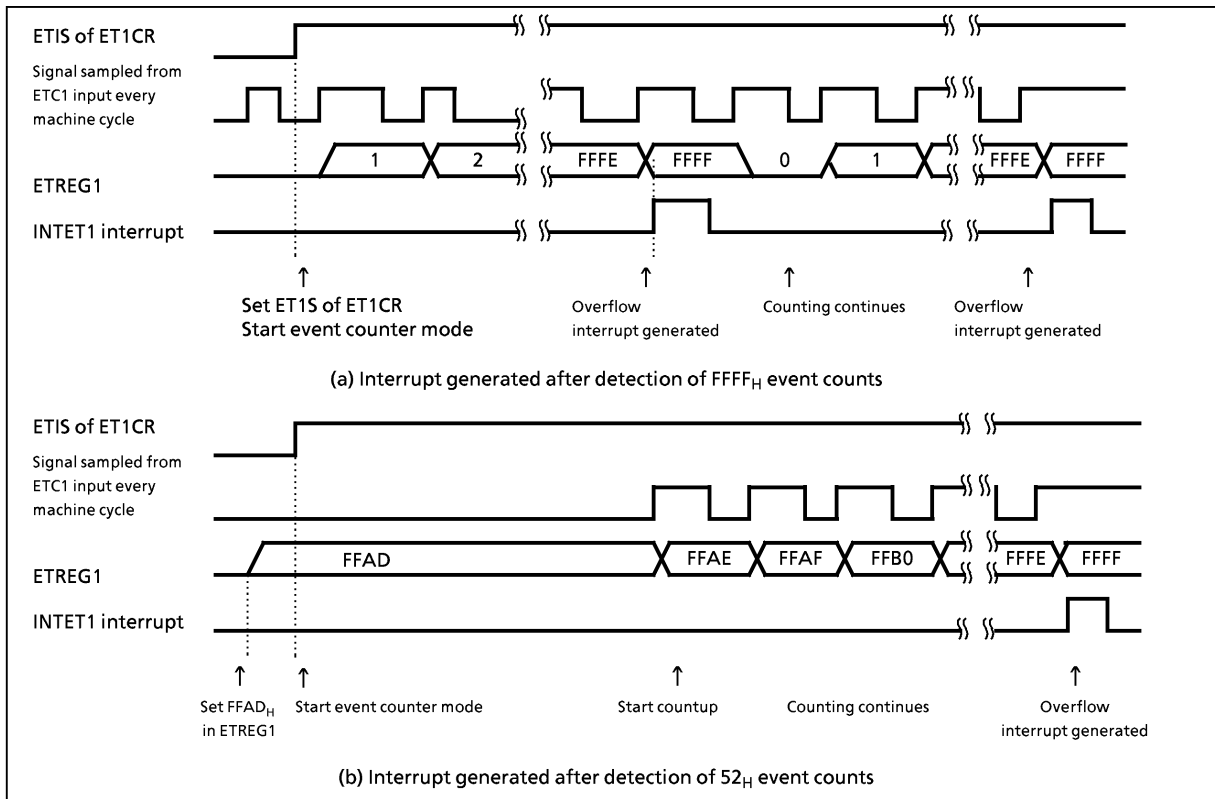 ETIS of ET1CR
Signal sampled from
ETC1 input every
machine cycle
1 2 FFFE FFFF 0 1 FFFE FFFF
ETREG1
INTET1 interrupt
↑ ↑ ↑ ↑
Set ET1S of ET1CR
Start event counter mode
Overflow
interrupt generated
Counting continues
Overflow
interrupt generated
(a) Interrupt generated after detection of FFFFH event counts
ETIS of ET1CR
Signal sampled from
ETC1 input every
machine cycle
FFAD FFAE FFAF FFB0 FFFE FFFF
ETREG1
INTET1 interrupt
↑ ↑ ↑ ↑
Set FFADH
in ETREG1
Start event counter mode
Start countup
Counting continues
Overflow
interrupt generated
(b) Interrupt generated after detection of 52H event counts